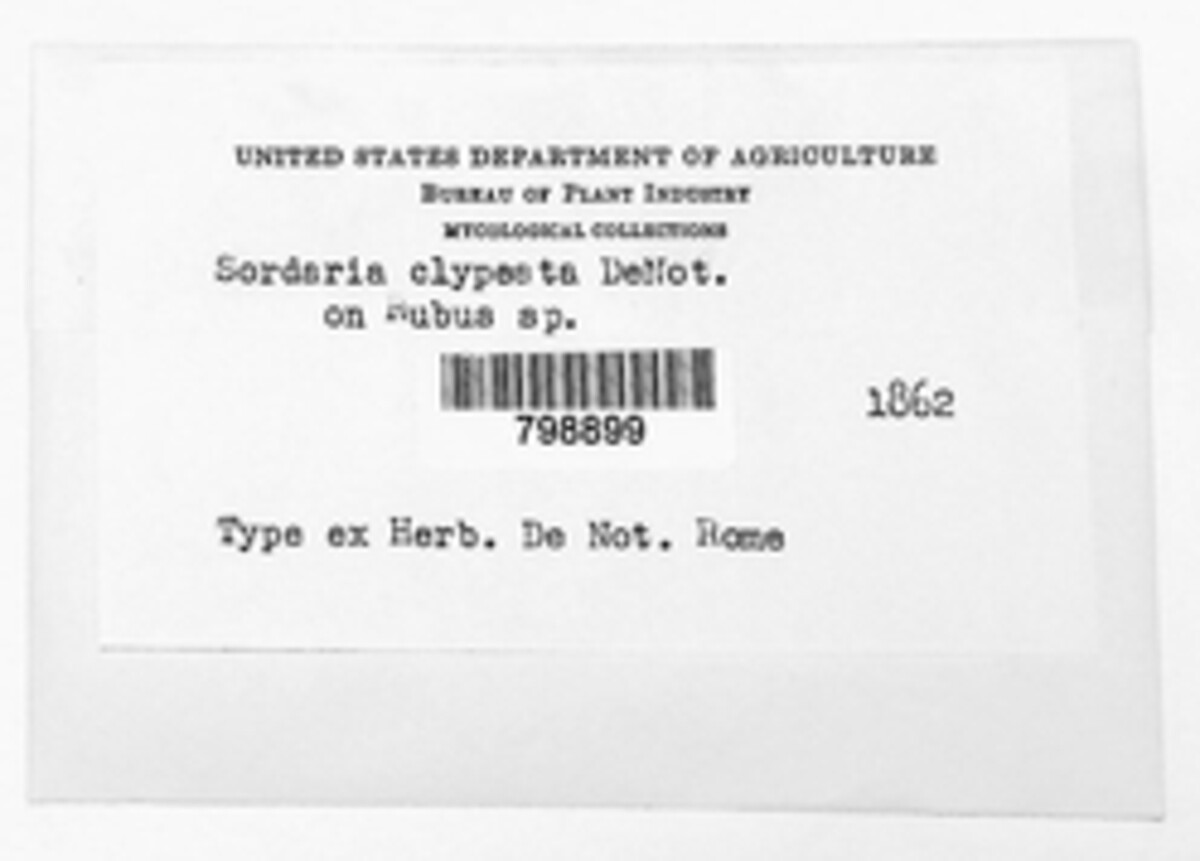 UNITED STATES DEPARTMENT OF AGRICULTURE
BUREAU OF PLANT INDUSTRY
MYCOLOGICAL COLLECTIONS
Sordaria clypeata DeNot.
on Rubus sp.
798899
1862
Type ex Herb. De Not. Rome